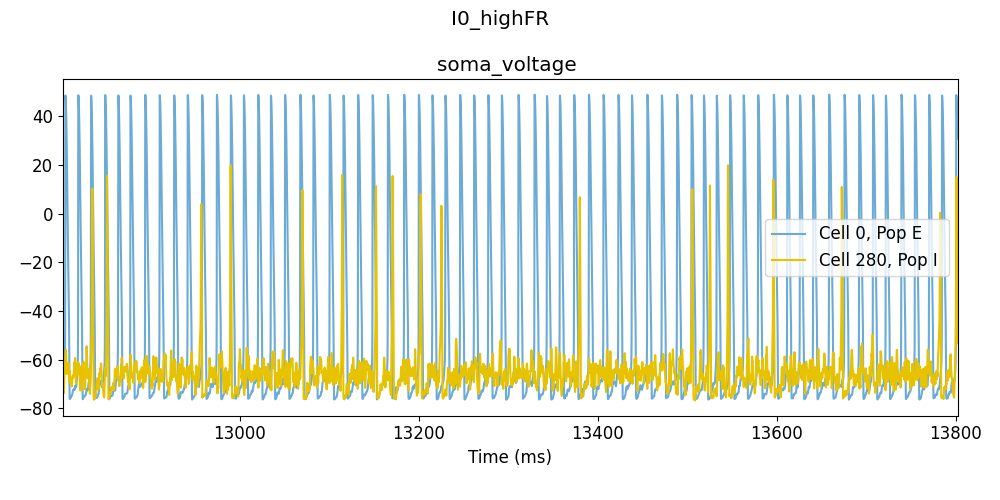 I0_highFR
soma_voltage
40
20
0
−20
−40
−60
−80
Cell 0, Pop E
Cell 280, Pop I
13000
13200
13400
13600
13800
Time (ms)